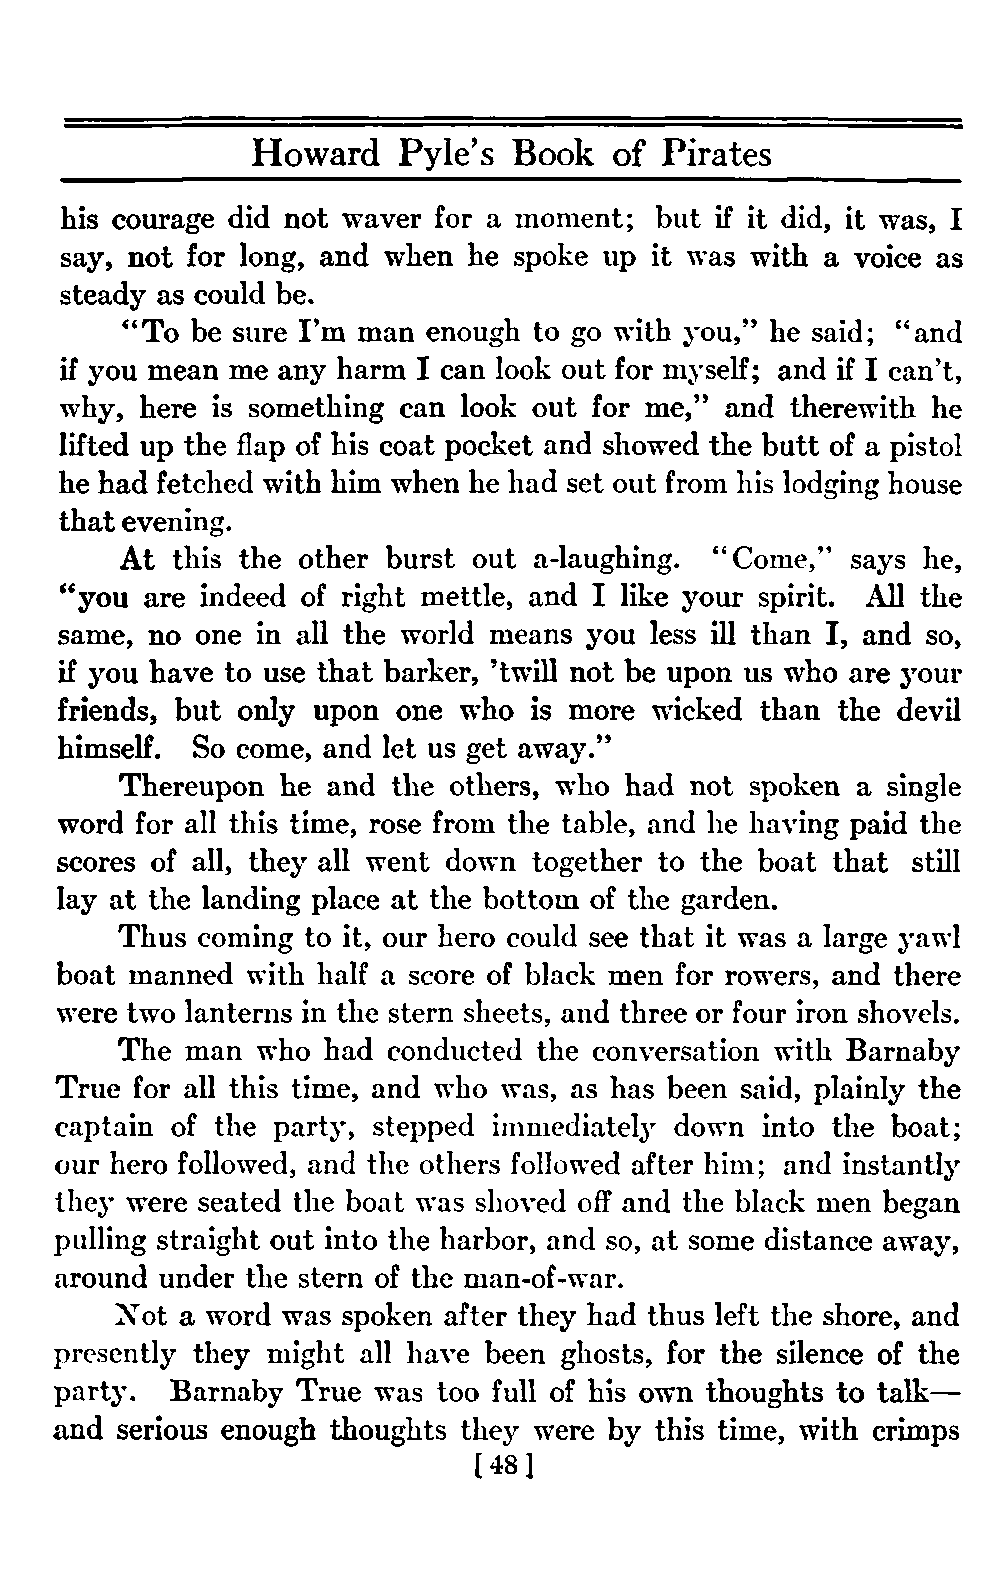 Howard Pyle's Book of Pirates
his courage did not waver for a moment; but if it did, it was, I
say, not for long, and when he spoke up it was with a voice as
steady as could be.
“To be sure I'm man enough to go with you,” he said; “and
if you mean me any harm I can look out for myself; and if I can't,
why, here is something can look out for me,” and therewith he
lifted up the flap of his coat pocket and showed the butt of a pistol
he had fetched with him when he had set out from his lodging house
that evening.
At this the other burst out a-laughing. “Come,” says he,
“you are indeed of right mettle, and I like your spirit. All the
same, no one in all the world means you less ill than I, and so,
if you have to use that barker, 'twill not be upon us who are your
friends, but only upon one who is more wicked than the devil
himself. So come, and let us get away.”
Thereupon he and the others, who had not spoken a single
word for all this time, rose from the table, and he having paid the
scores of all, they all went down together to the boat that still
lay at the landing place at the bottom of the garden.
Thus coming to it, our hero could see that it was a large yawl
boat manned with half a score of black men for rowers, and there
were two lanterns in the stern sheets, and three or four iron shovels.
The man who had conducted the conversation with Barnaby
True for all this time, and who was, as has been said, plainly the
captain of the party, stepped immediately down into the boat;
our hero followed, and the others followed after him; and instantly
they were seated the boat was shoved off and the black men began
pulling straight out into the harbor, and so, at some distance away,
around under the stern of the man-of-war.
Not a word was spoken after they had thus left the shore, and
presently they might all have been ghosts, for the silence of the
party. Barnaby True was too full of his own thoughts to talk—
and serious enough thoughts they were by this time, with crimps
[ 48 ]